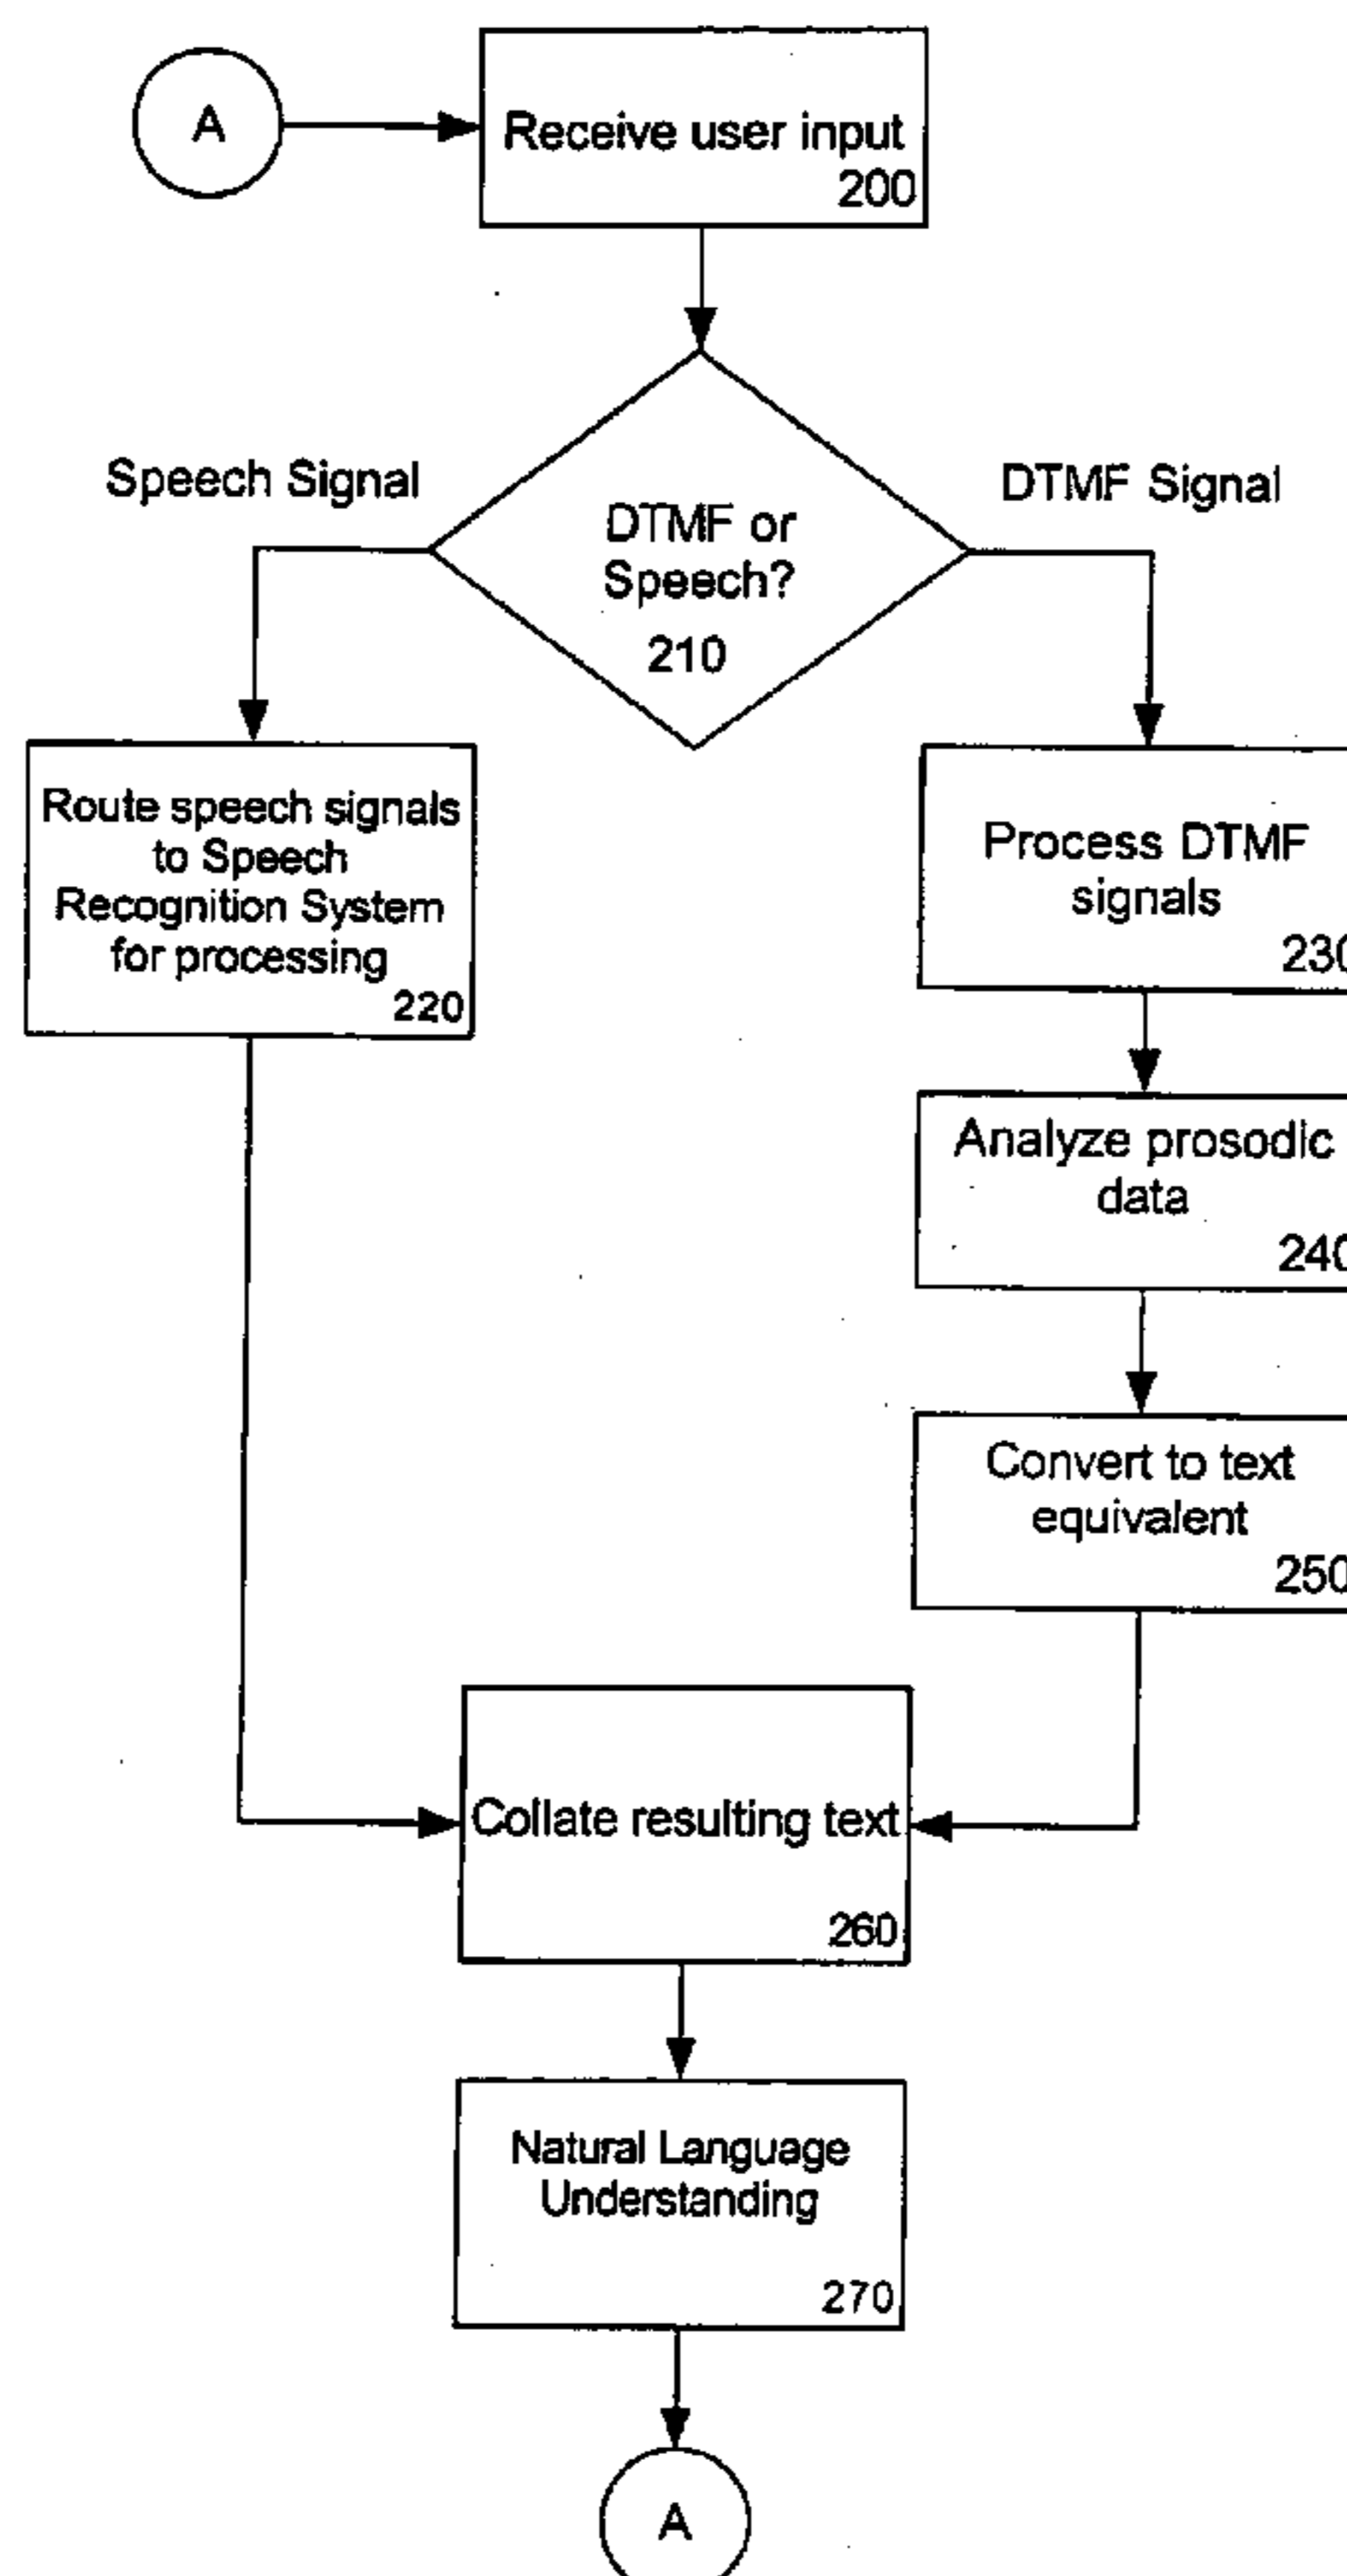 A
Receive user input
200
Speech Signal
DTMF Signal
DTMF or
Speech?
210
Route speech signals
to Speech
Recognition System
for processing
220
Process DTMF
signals
230
Analyze prosodic
data
240
Convert to text
equivalent
250
Collate resulting text
260
Natural Language
Understanding
270
A